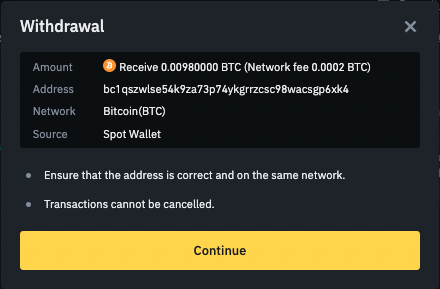 Withdrawal
Amount Receive 0.00980000 BTC (Network fee 0.0002 BTC)
Address bc1qszwlse54k9za73p74ykgrrzcsc98wacsgp6xk4
Network Bitcoin(BTC)
Source Spot Wallet
Ensure that the address is correct and on the same network.
Transactions cannot be cancelled.
Continue